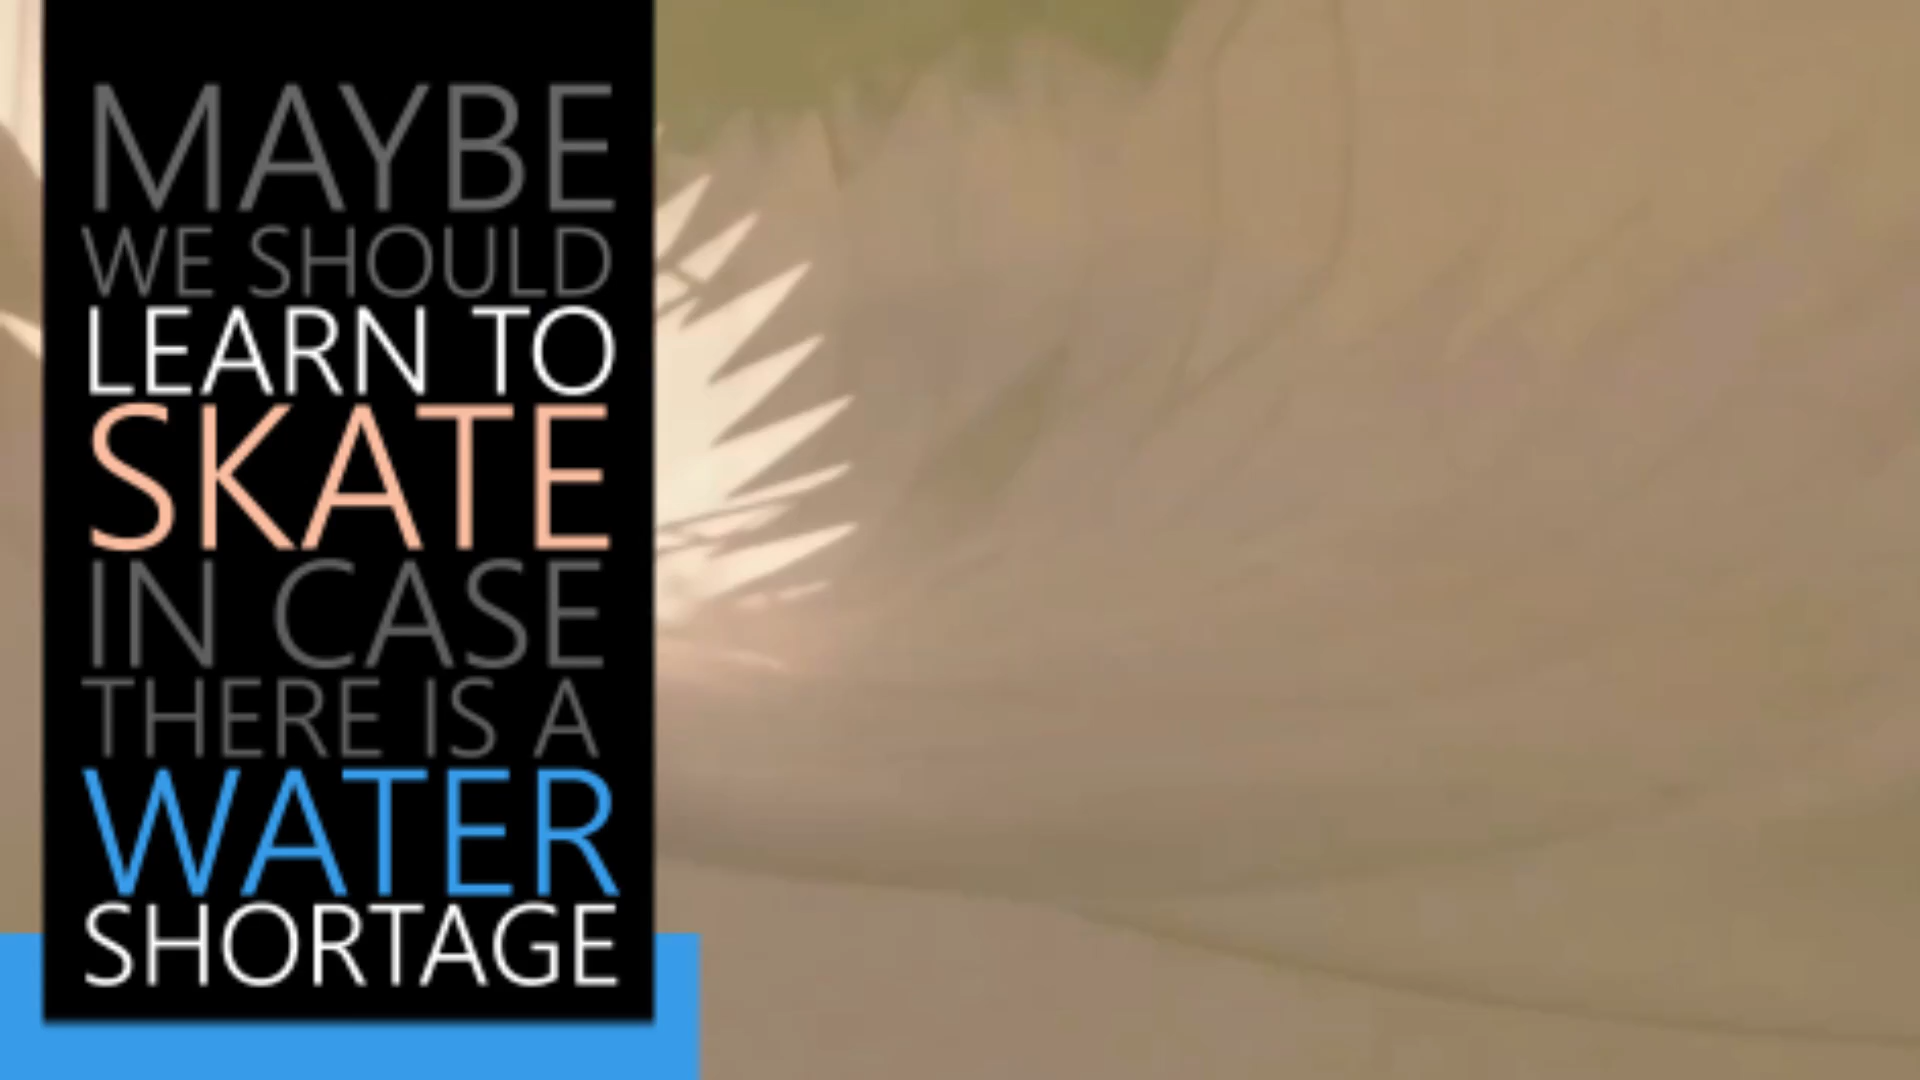 MAYBE
WE SHOULD
LEARN TO
SKATE
IN CASE
THERE IS A
WATER
SHORTAGE